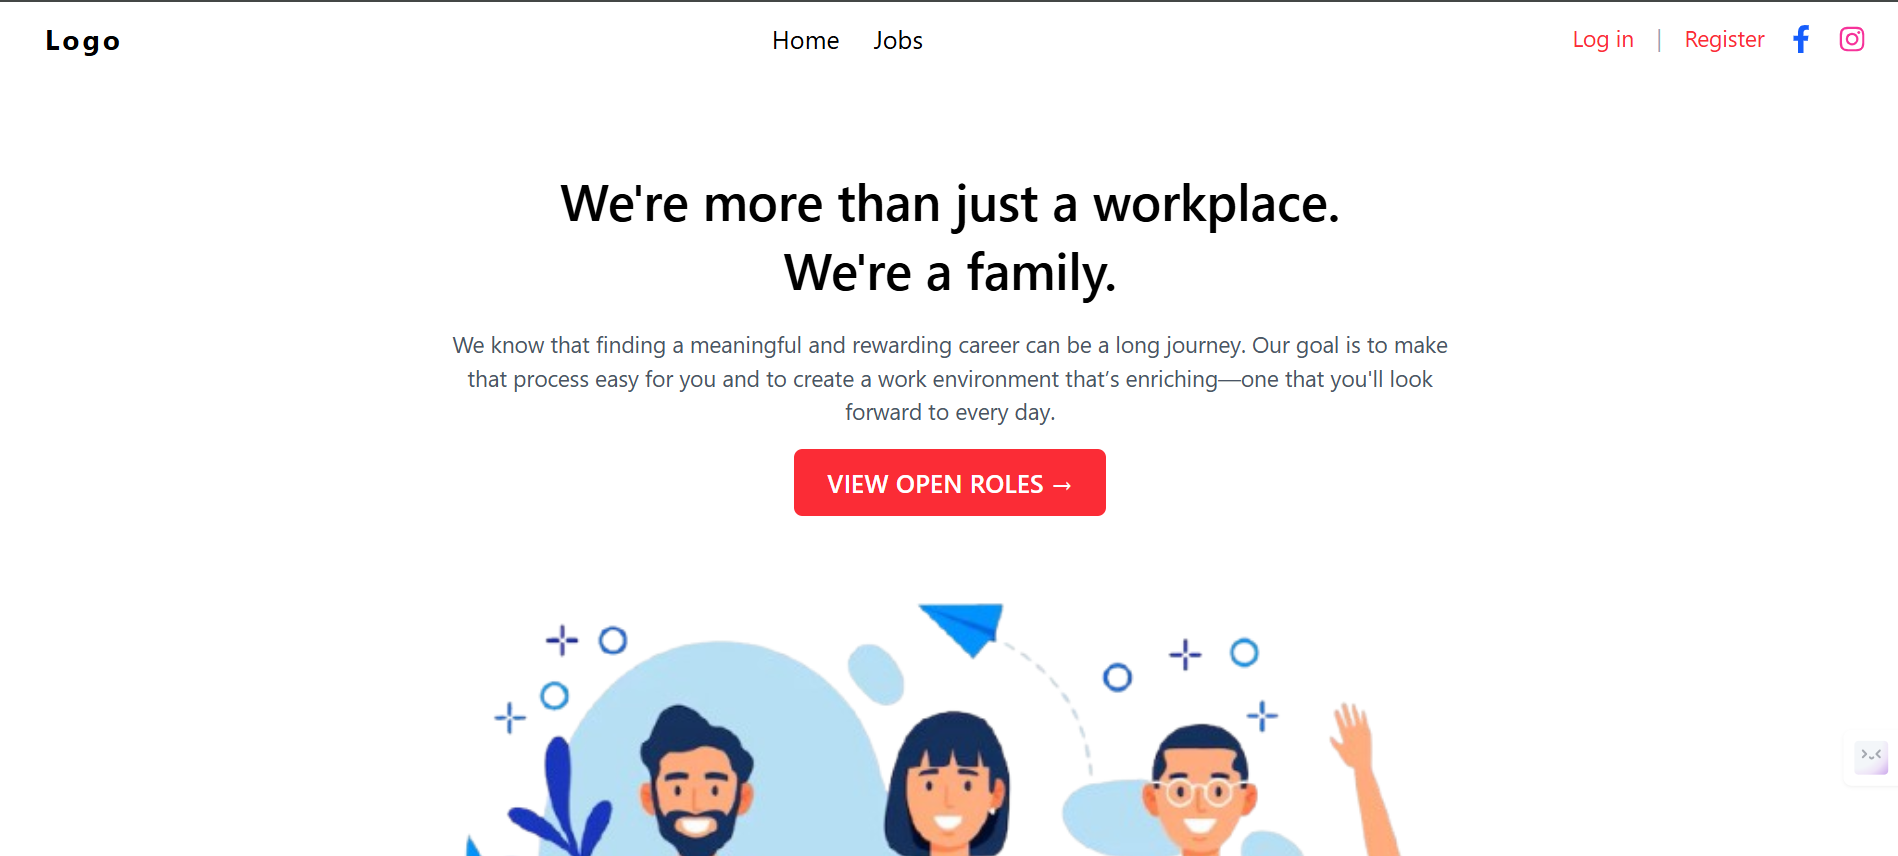 Logo
Home Jobs
Log in | Register
We're more than just a workplace.
We're a family.
We know that finding a meaningful and rewarding career can be a long journey. Our goal is to make
that process easy for you and to create a work environment that’s enriching—one that you'll look
forward to every day.
VIEW OPEN ROLES →